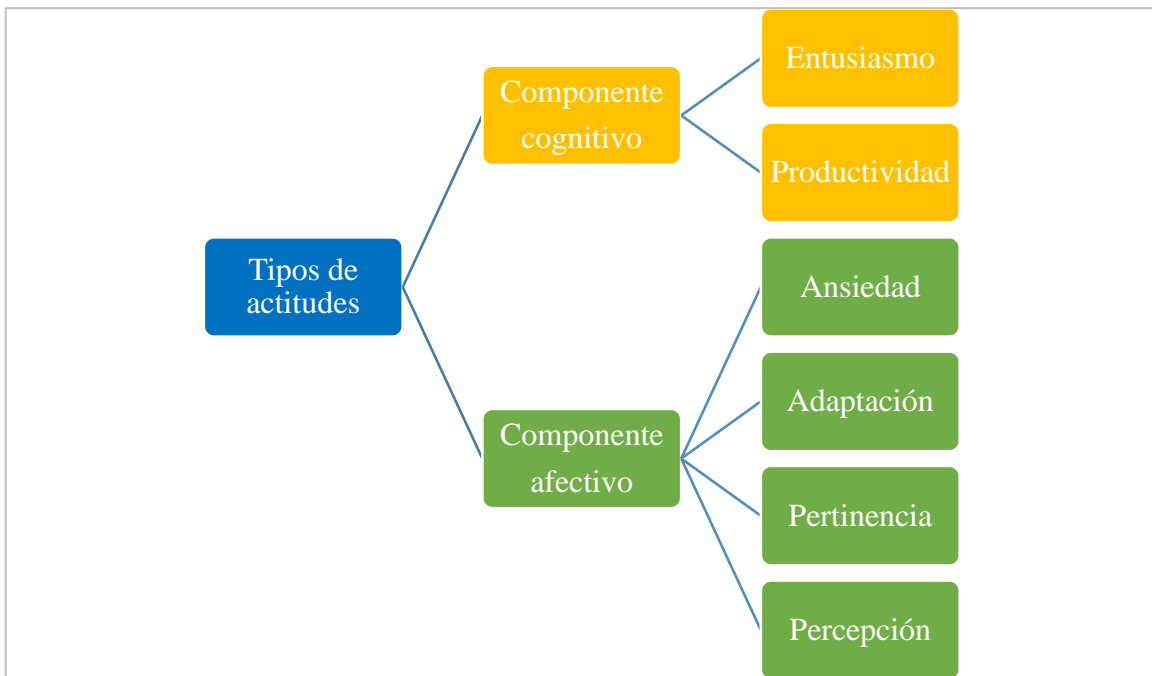 Tipos de
actitudes
Componente
cognitivo
Entusiasmo
Productividad
Componente
afectivo
Ansiedad
Adaptación
Pertinencia
Percepción